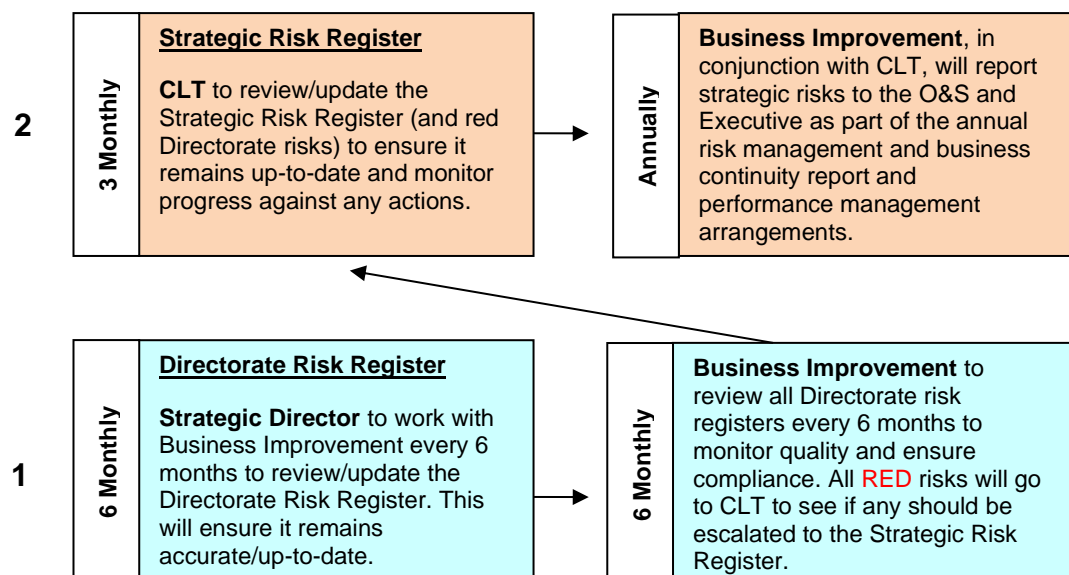 2
3 Monthly
Strategic Risk Register
CLT to review/update the
Strategic Risk Register (and red
Directorate risks) to ensure it
remains up-to-date and monitor
progress against any actions.
Annually
Business Improvement, in
conjunction with CLT, will report
strategic risks to the O&S and
Executive as part of the annual
risk management and business
continuity report and
performance management
arrangements.
1
6 Monthly
Directorate Risk Register
Strategic Director to work with
Business Improvement every 6
months to review/update the
Directorate Risk Register. This
will ensure it remains
accurate/up-to-date.
6 Monthly
Business Improvement to
review all Directorate risk
registers every 6 months to
monitor quality and ensure
compliance. All RED risks will go
to CLT to see if any should be
escalated to the Strategic Risk
Register.